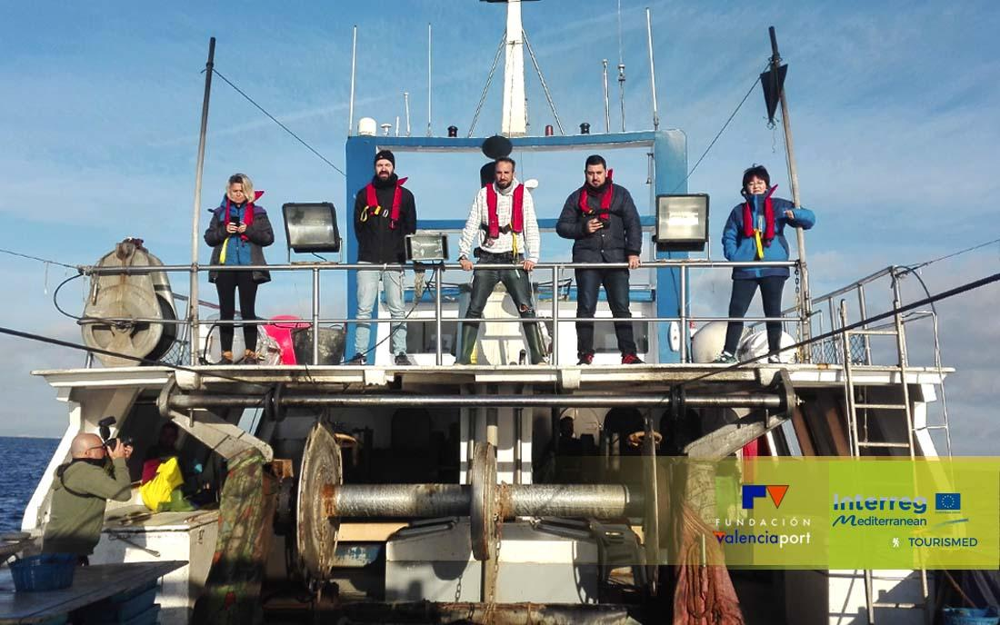 FUNDACIÓN
valenciaport
Interreg
Mediterranean
TOURISMED